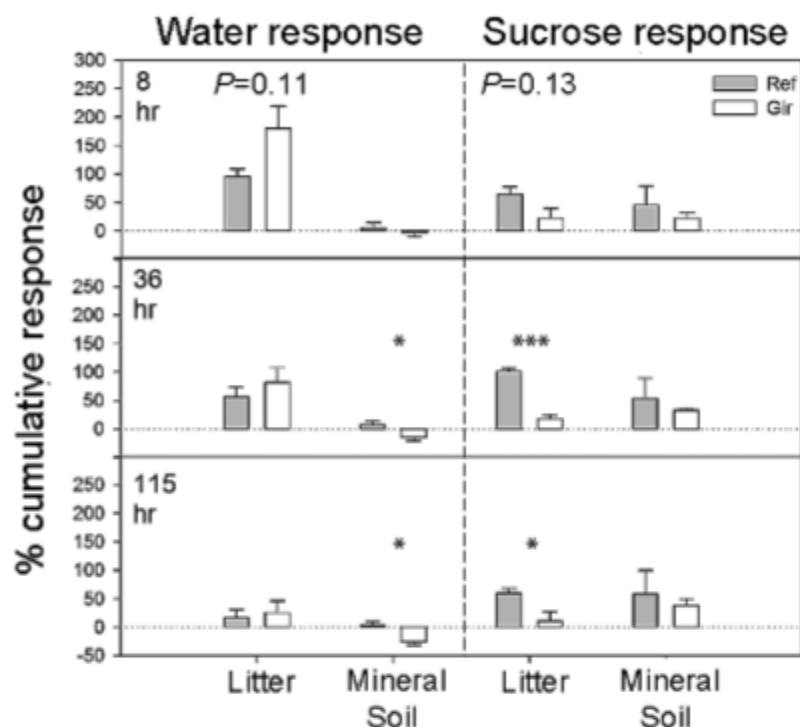 Water response Sucrose response
300
250
200
150
100
50
0
8
hr
P=0.11
P=0.13
Ref
Gir
250
200
150
100
50
0
36
hr
*
***
250
200
150
100
50
0
-50
115
hr
*
*
% cumulative response
Litter Mineral Litter Mineral
Soil Soil